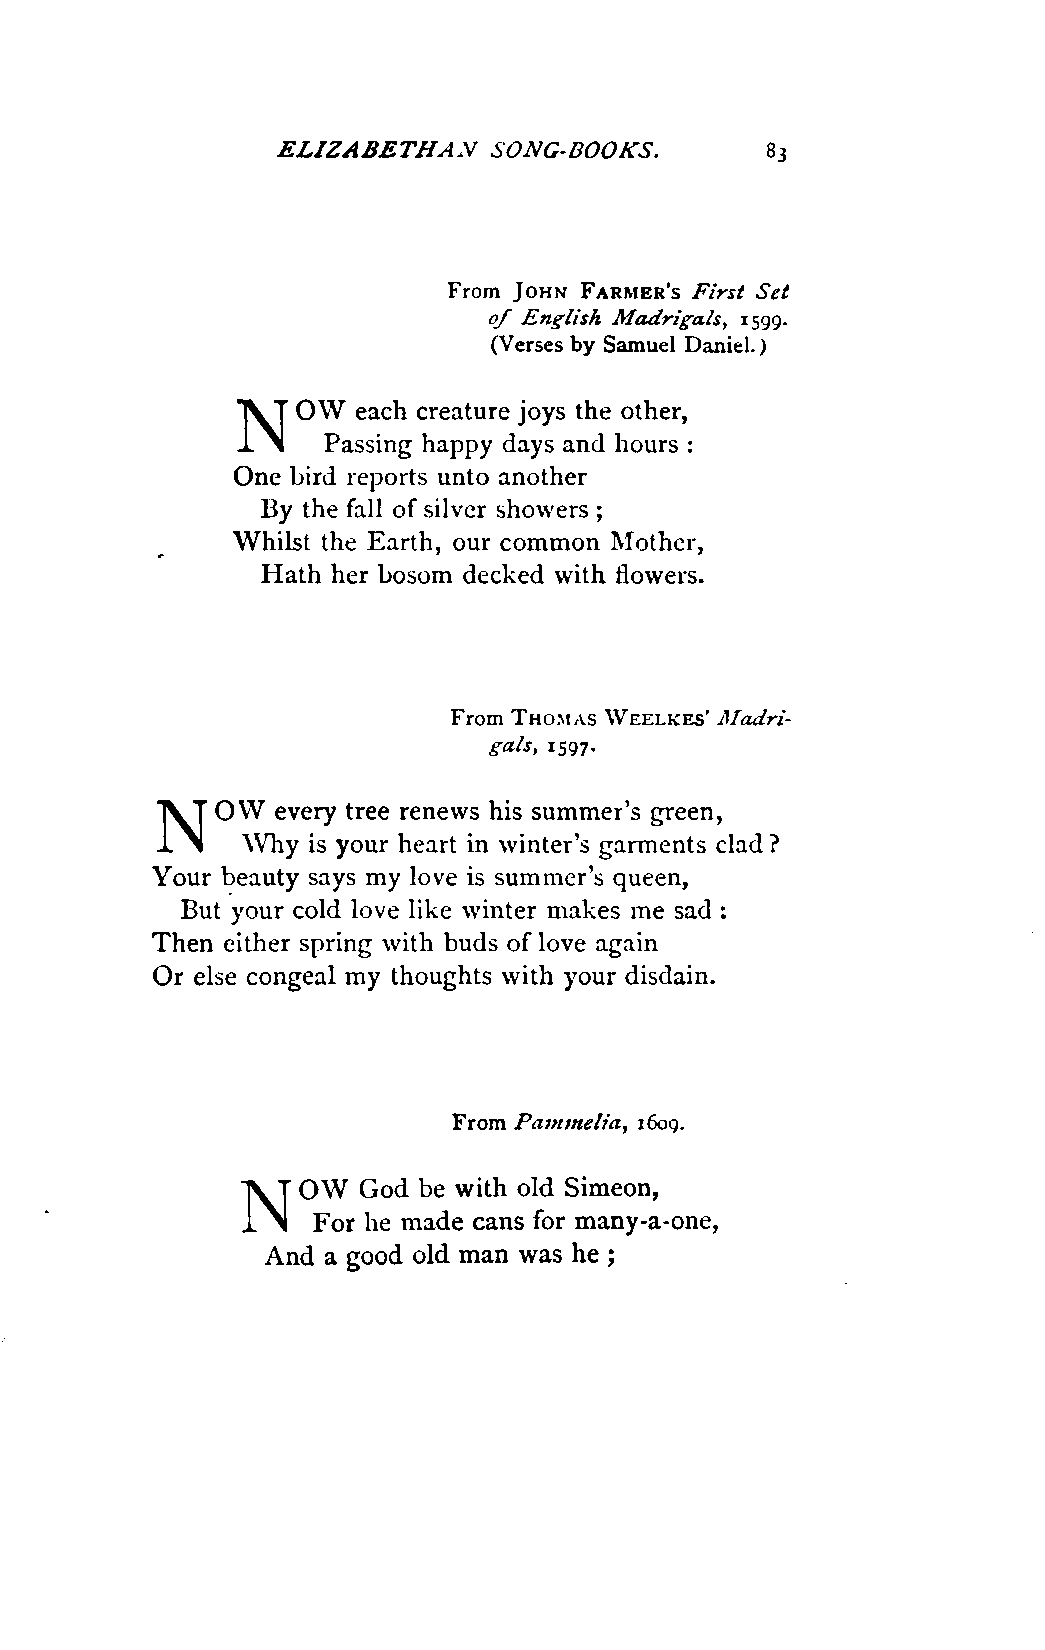 ELIZABETHAN SONG-BOOKS. 83
From JOHN FARMER'S First Set
of English Madrigals, 1599.
(Verses by Samuel Daniel.)
NOW each creature joys the other,
Passing happy days and hours :
One bird reports unto another
By the fall of silver showers ;
Whilst the Earth, our common Mother,
Hath her bosom decked with flowers.
From THOMAS WEELKES' Madri-
gals, 1597.
NOW every tree renews his summer's green,
Why is your heart in winter's garments clad ?
Your beauty says my love is summer's queen,
But your cold love like winter makes me sad :
Then either spring with buds of love again
Or else congeal my thoughts with your disdain.
From Pammelia, 1609.
NOW God be with old Simeon,
For he made cans for many-a-one,
And a good old man was he ;